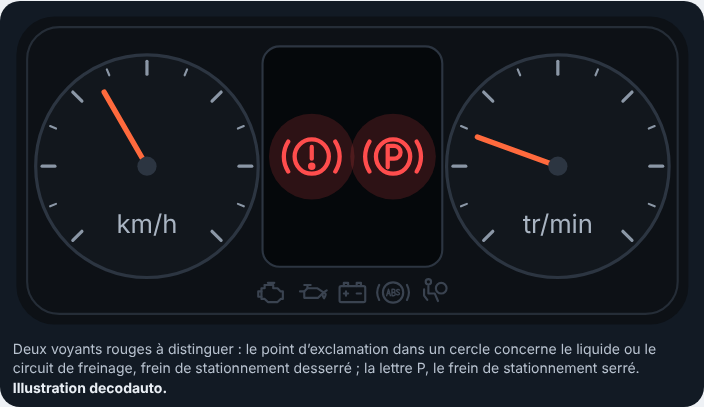 !
P
km/h
tr/min
ABS
Deux voyants rouges à distinguer : le point d'exclamation dans un cercle concerne le liquide ou le
circuit de freinage, frein de stationnement desserré ; la lettre P, le frein de stationnement serré.
Illustration decodauto.